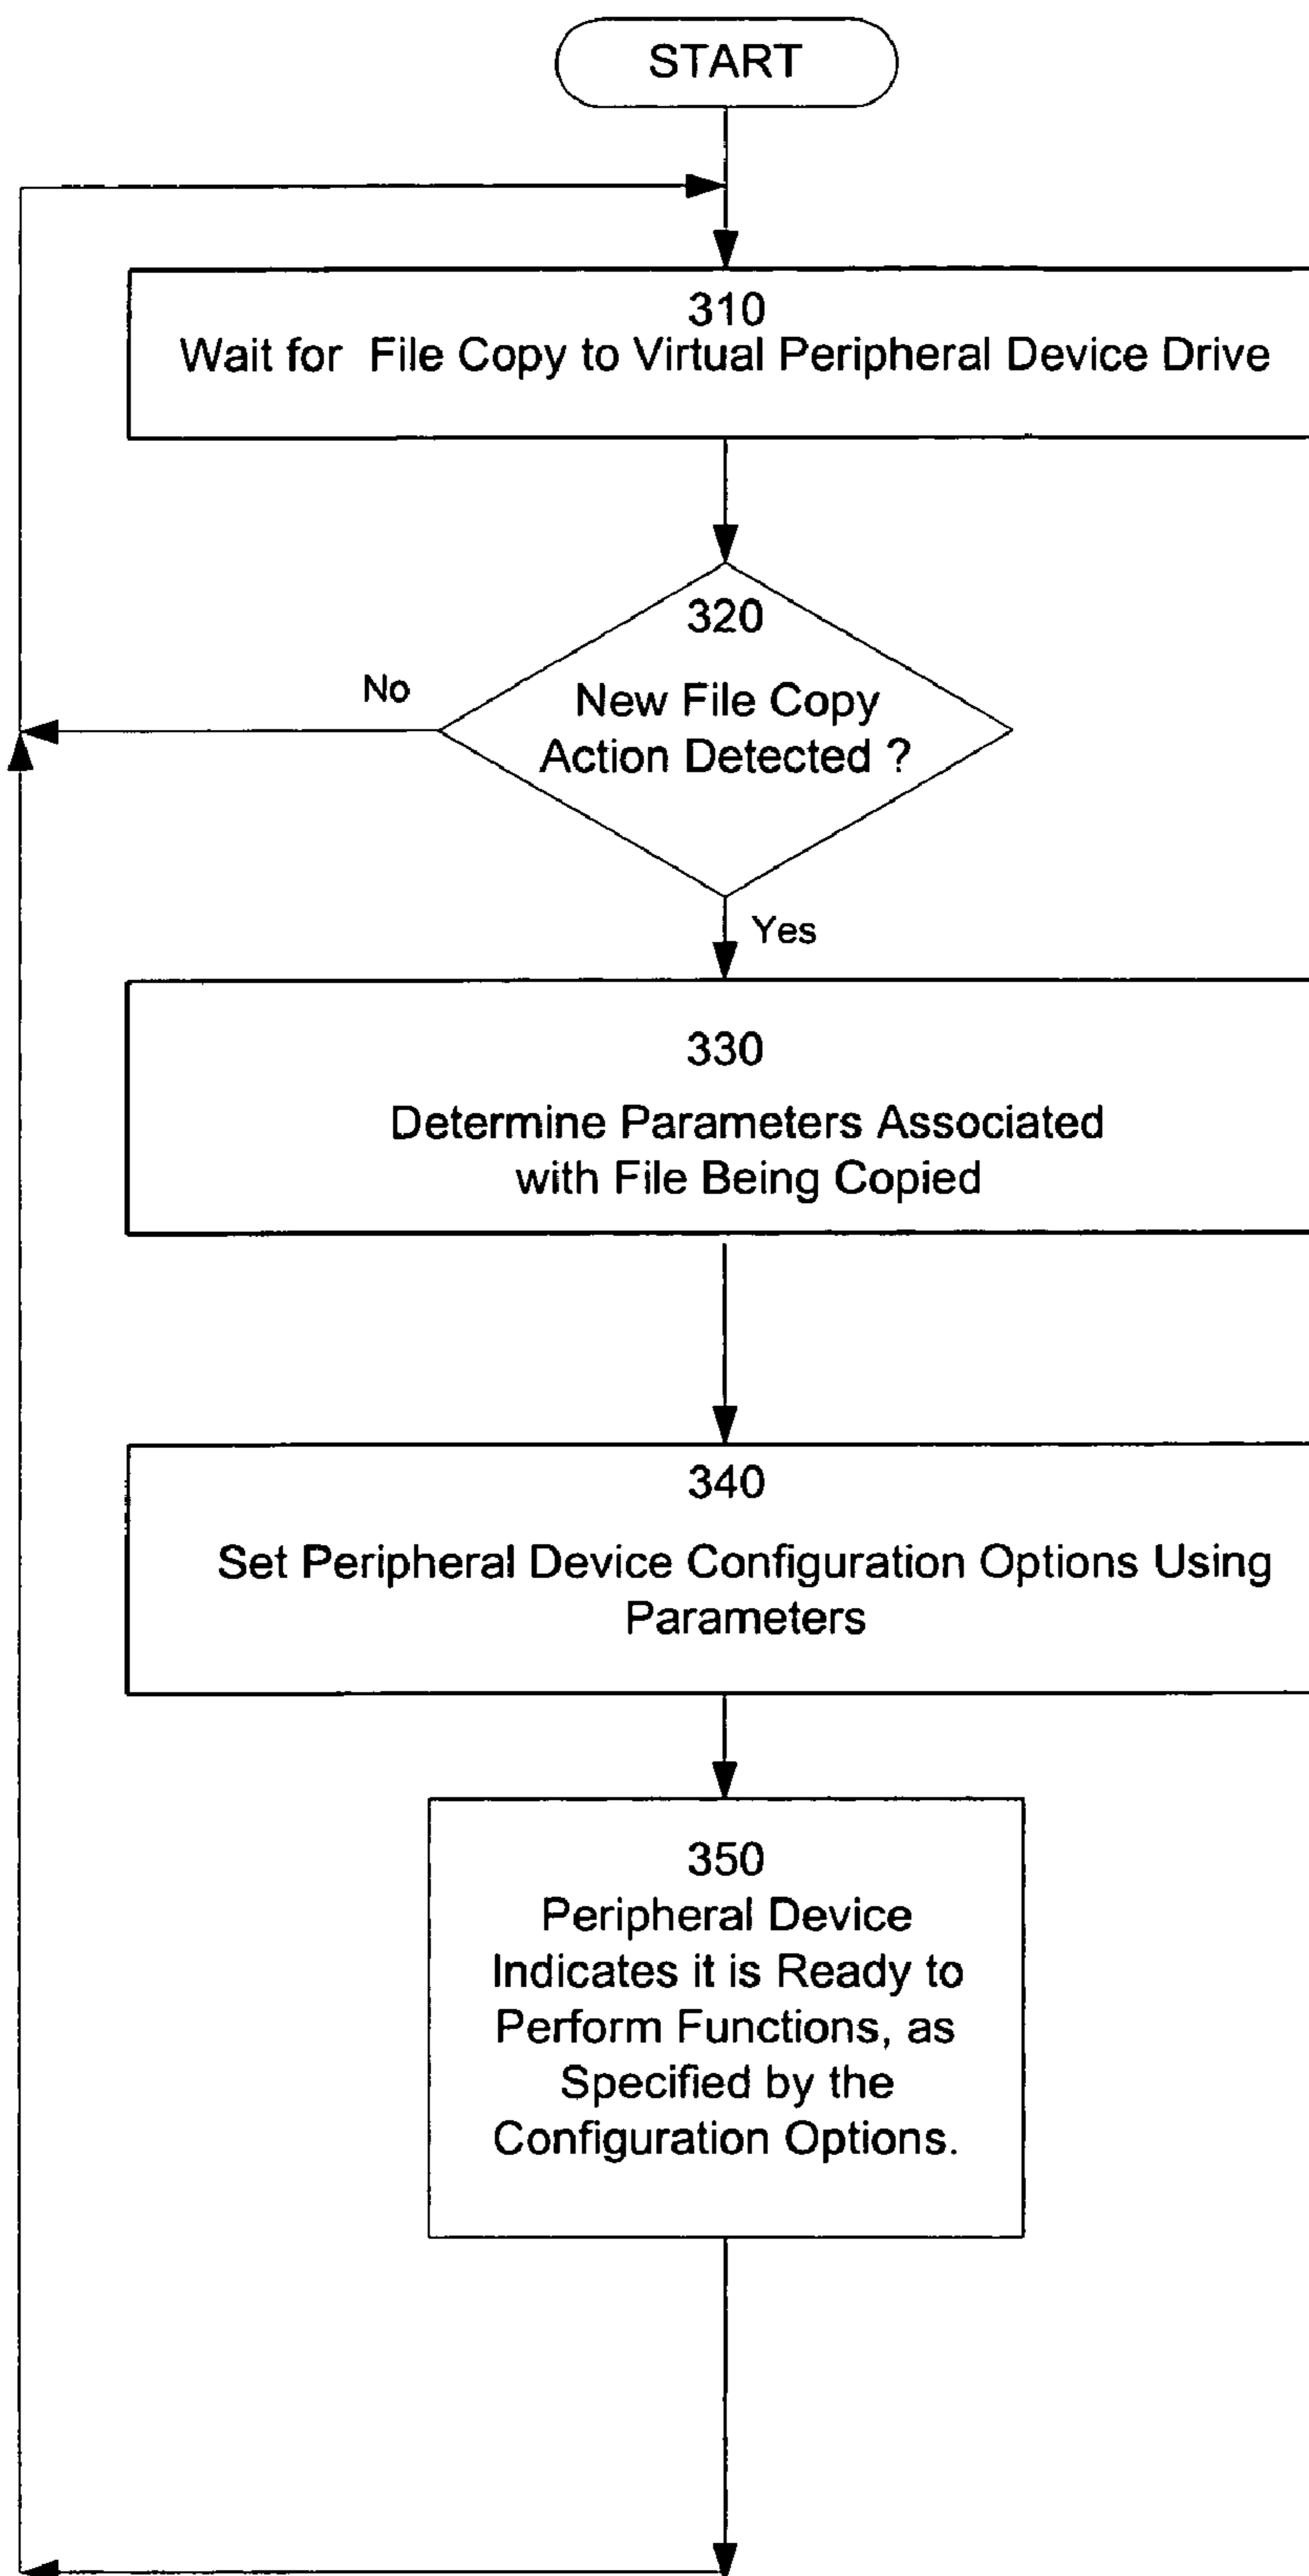 START
310
Wait for File Copy to Virtual Peripheral Device Drive
320
New File Copy
Action Detected ?
No
Yes
330
Determine Parameters Associated
with File Being Copied
340
Set Peripheral Device Configuration Options Using
Parameters
350
Peripheral Device
Indicates it is Ready to
Perform Functions, as
Specified by the
Configuration Options.